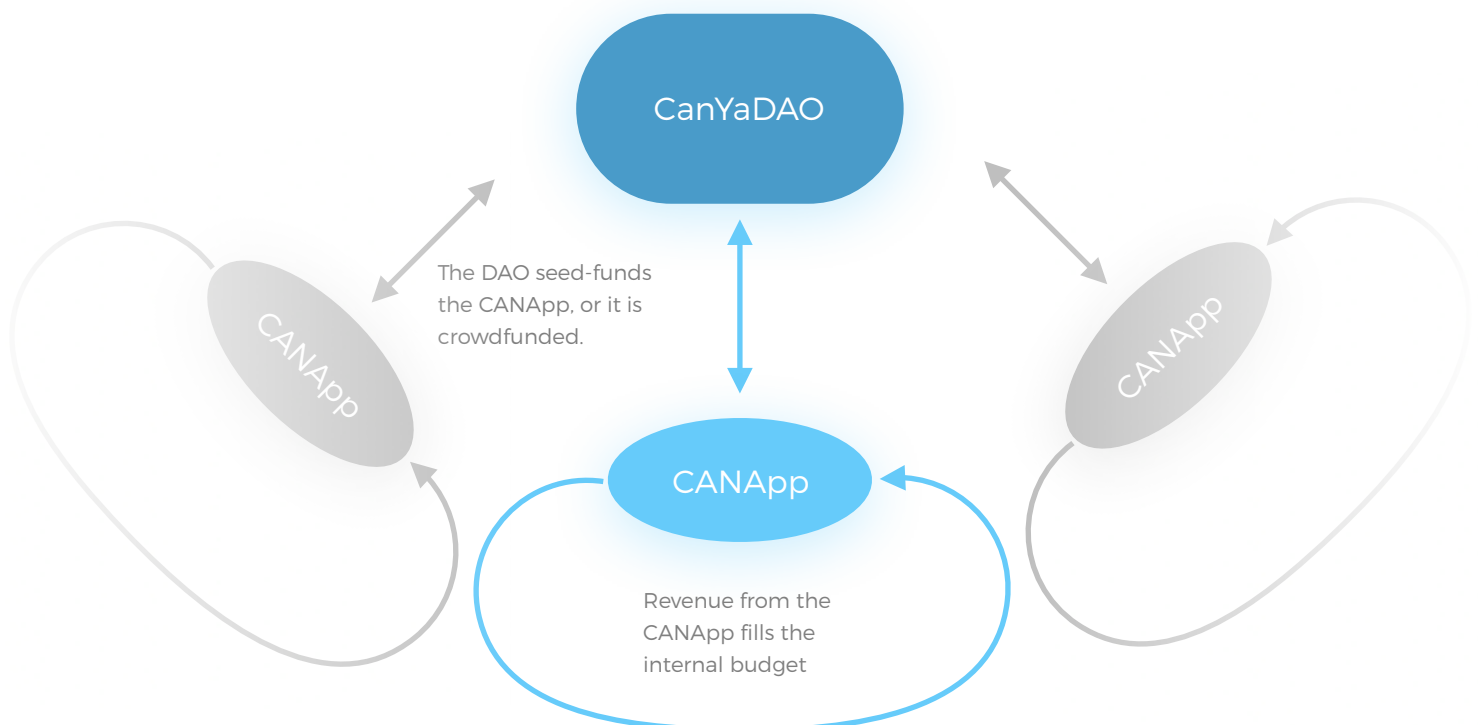 CanYaDAO
The DAO seed-funds
the CANApp, or it is
crowdfunded.
CANApp
CANApp
CANApp
Revenue from the
CANApp fills the
internal budget